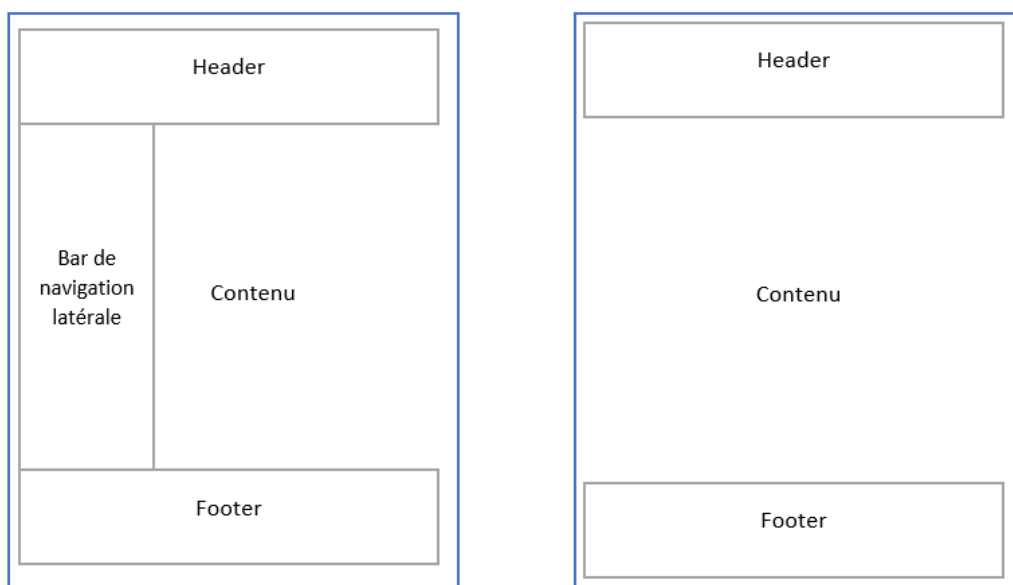 Header
Bar de
navigation
latérale
Contenu
Footer
Header
Contenu
Footer